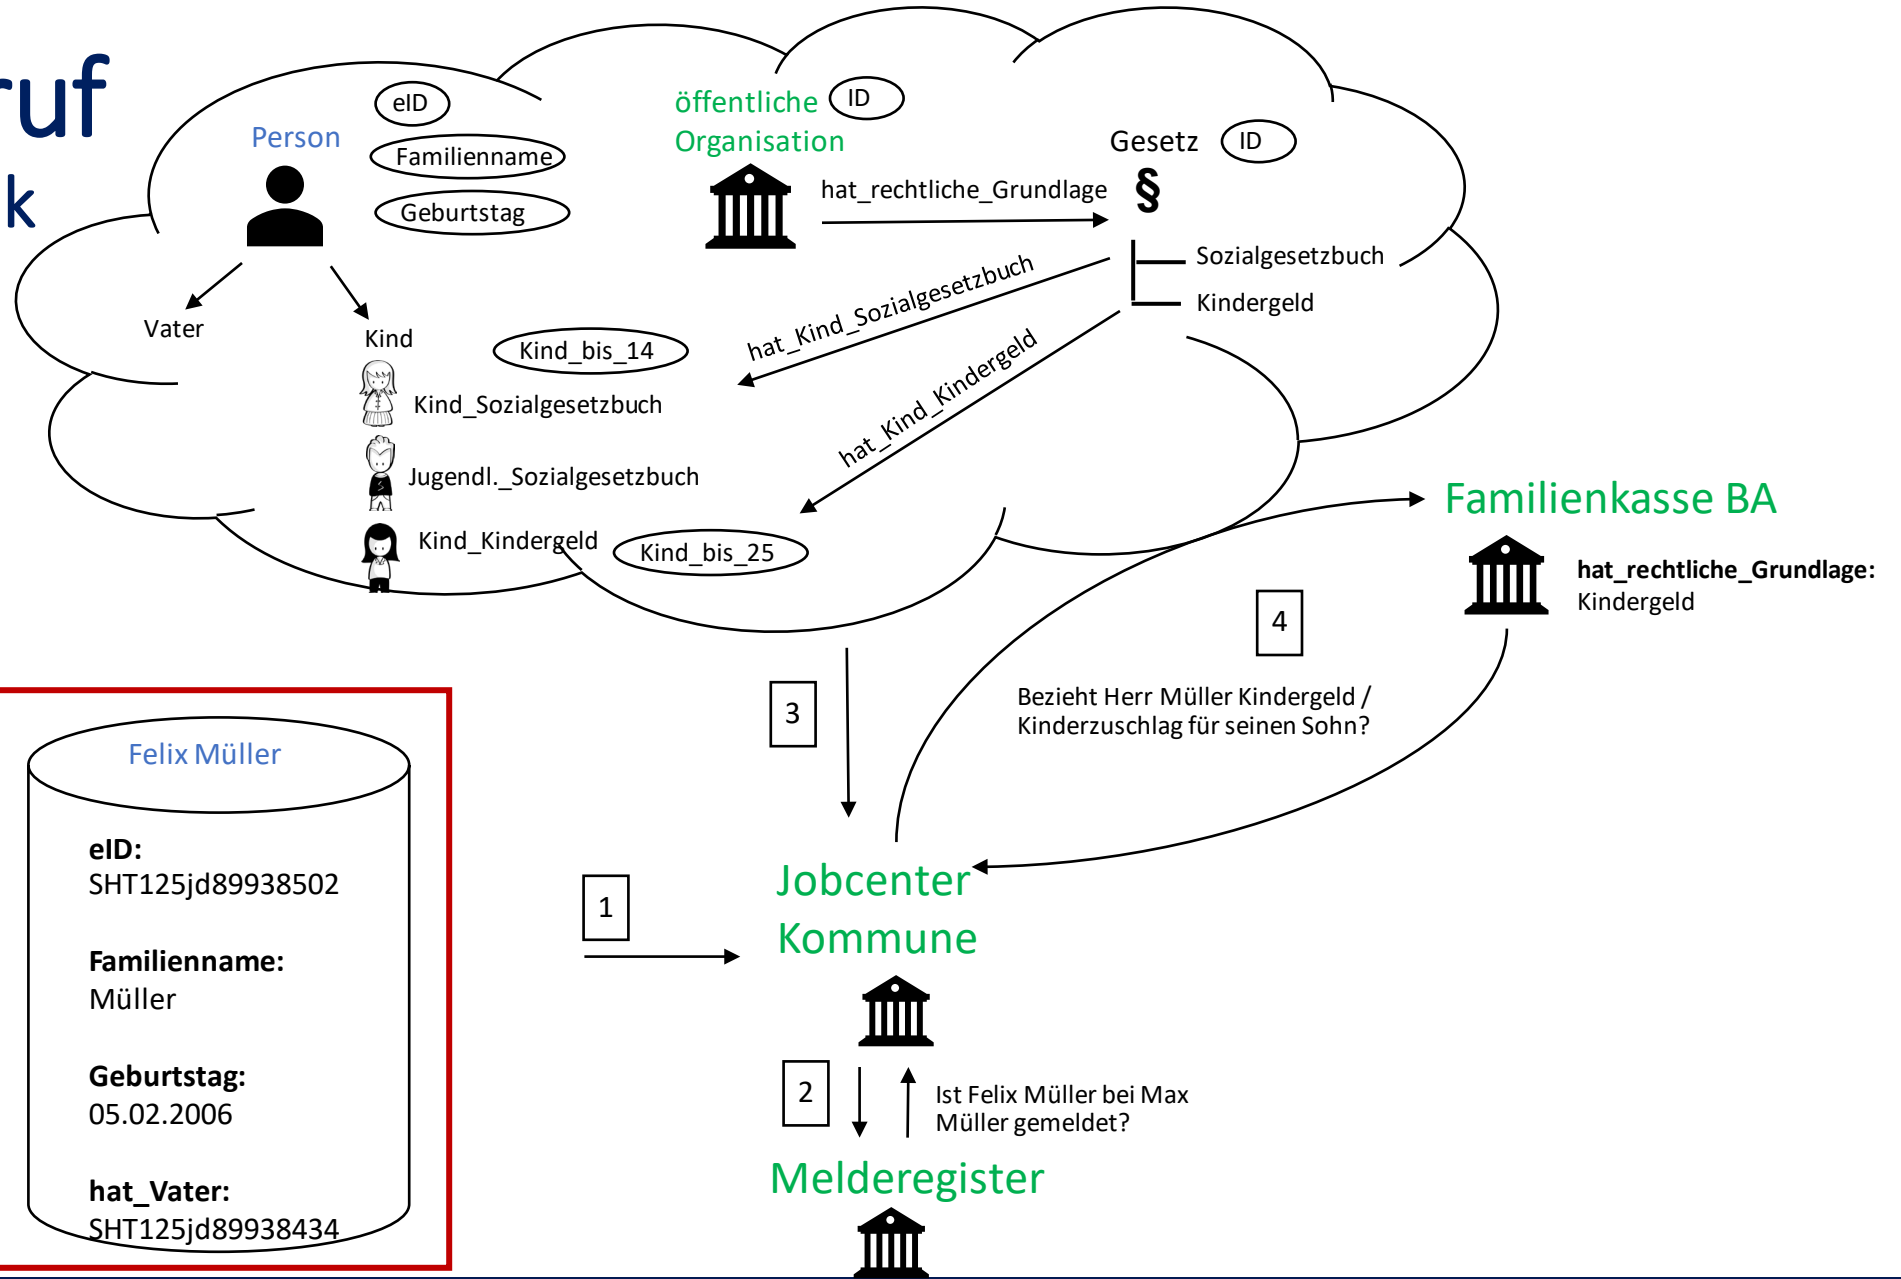 ruf
k
eID
Person
Familienname
Geburtstag
öffentliche
Organisation
ID
Gesetz
ID
§
hat_rechtliche_Grundlage
Sozialgesetzbuch
Kindergeld
hat_Kind_Sozialgesetzbuch
hat_Kind_Kindergeld
Vater
Kind
Kind_bis_14
Kind_Sozialgesetzbuch
Jugendl._Sozialgesetzbuch
Kind_Kindergeld
Kind_bis_25
Familienkasse BA
hat_rechtliche_Grundlage:
Kindergeld
4
Bezieht Herr Müller Kindergeld /
Kinderzuschlag für seinen Sohn?
3
Felix Müller
eID:
SHT125jd89938502
Familienname:
Müller
Geburtstag:
05.02.2006
hat_Vater:
SHT125jd89938434
1
Jobcenter
Kommune
2
Ist Felix Müller bei Max
Müller gemeldet?
Melderegister